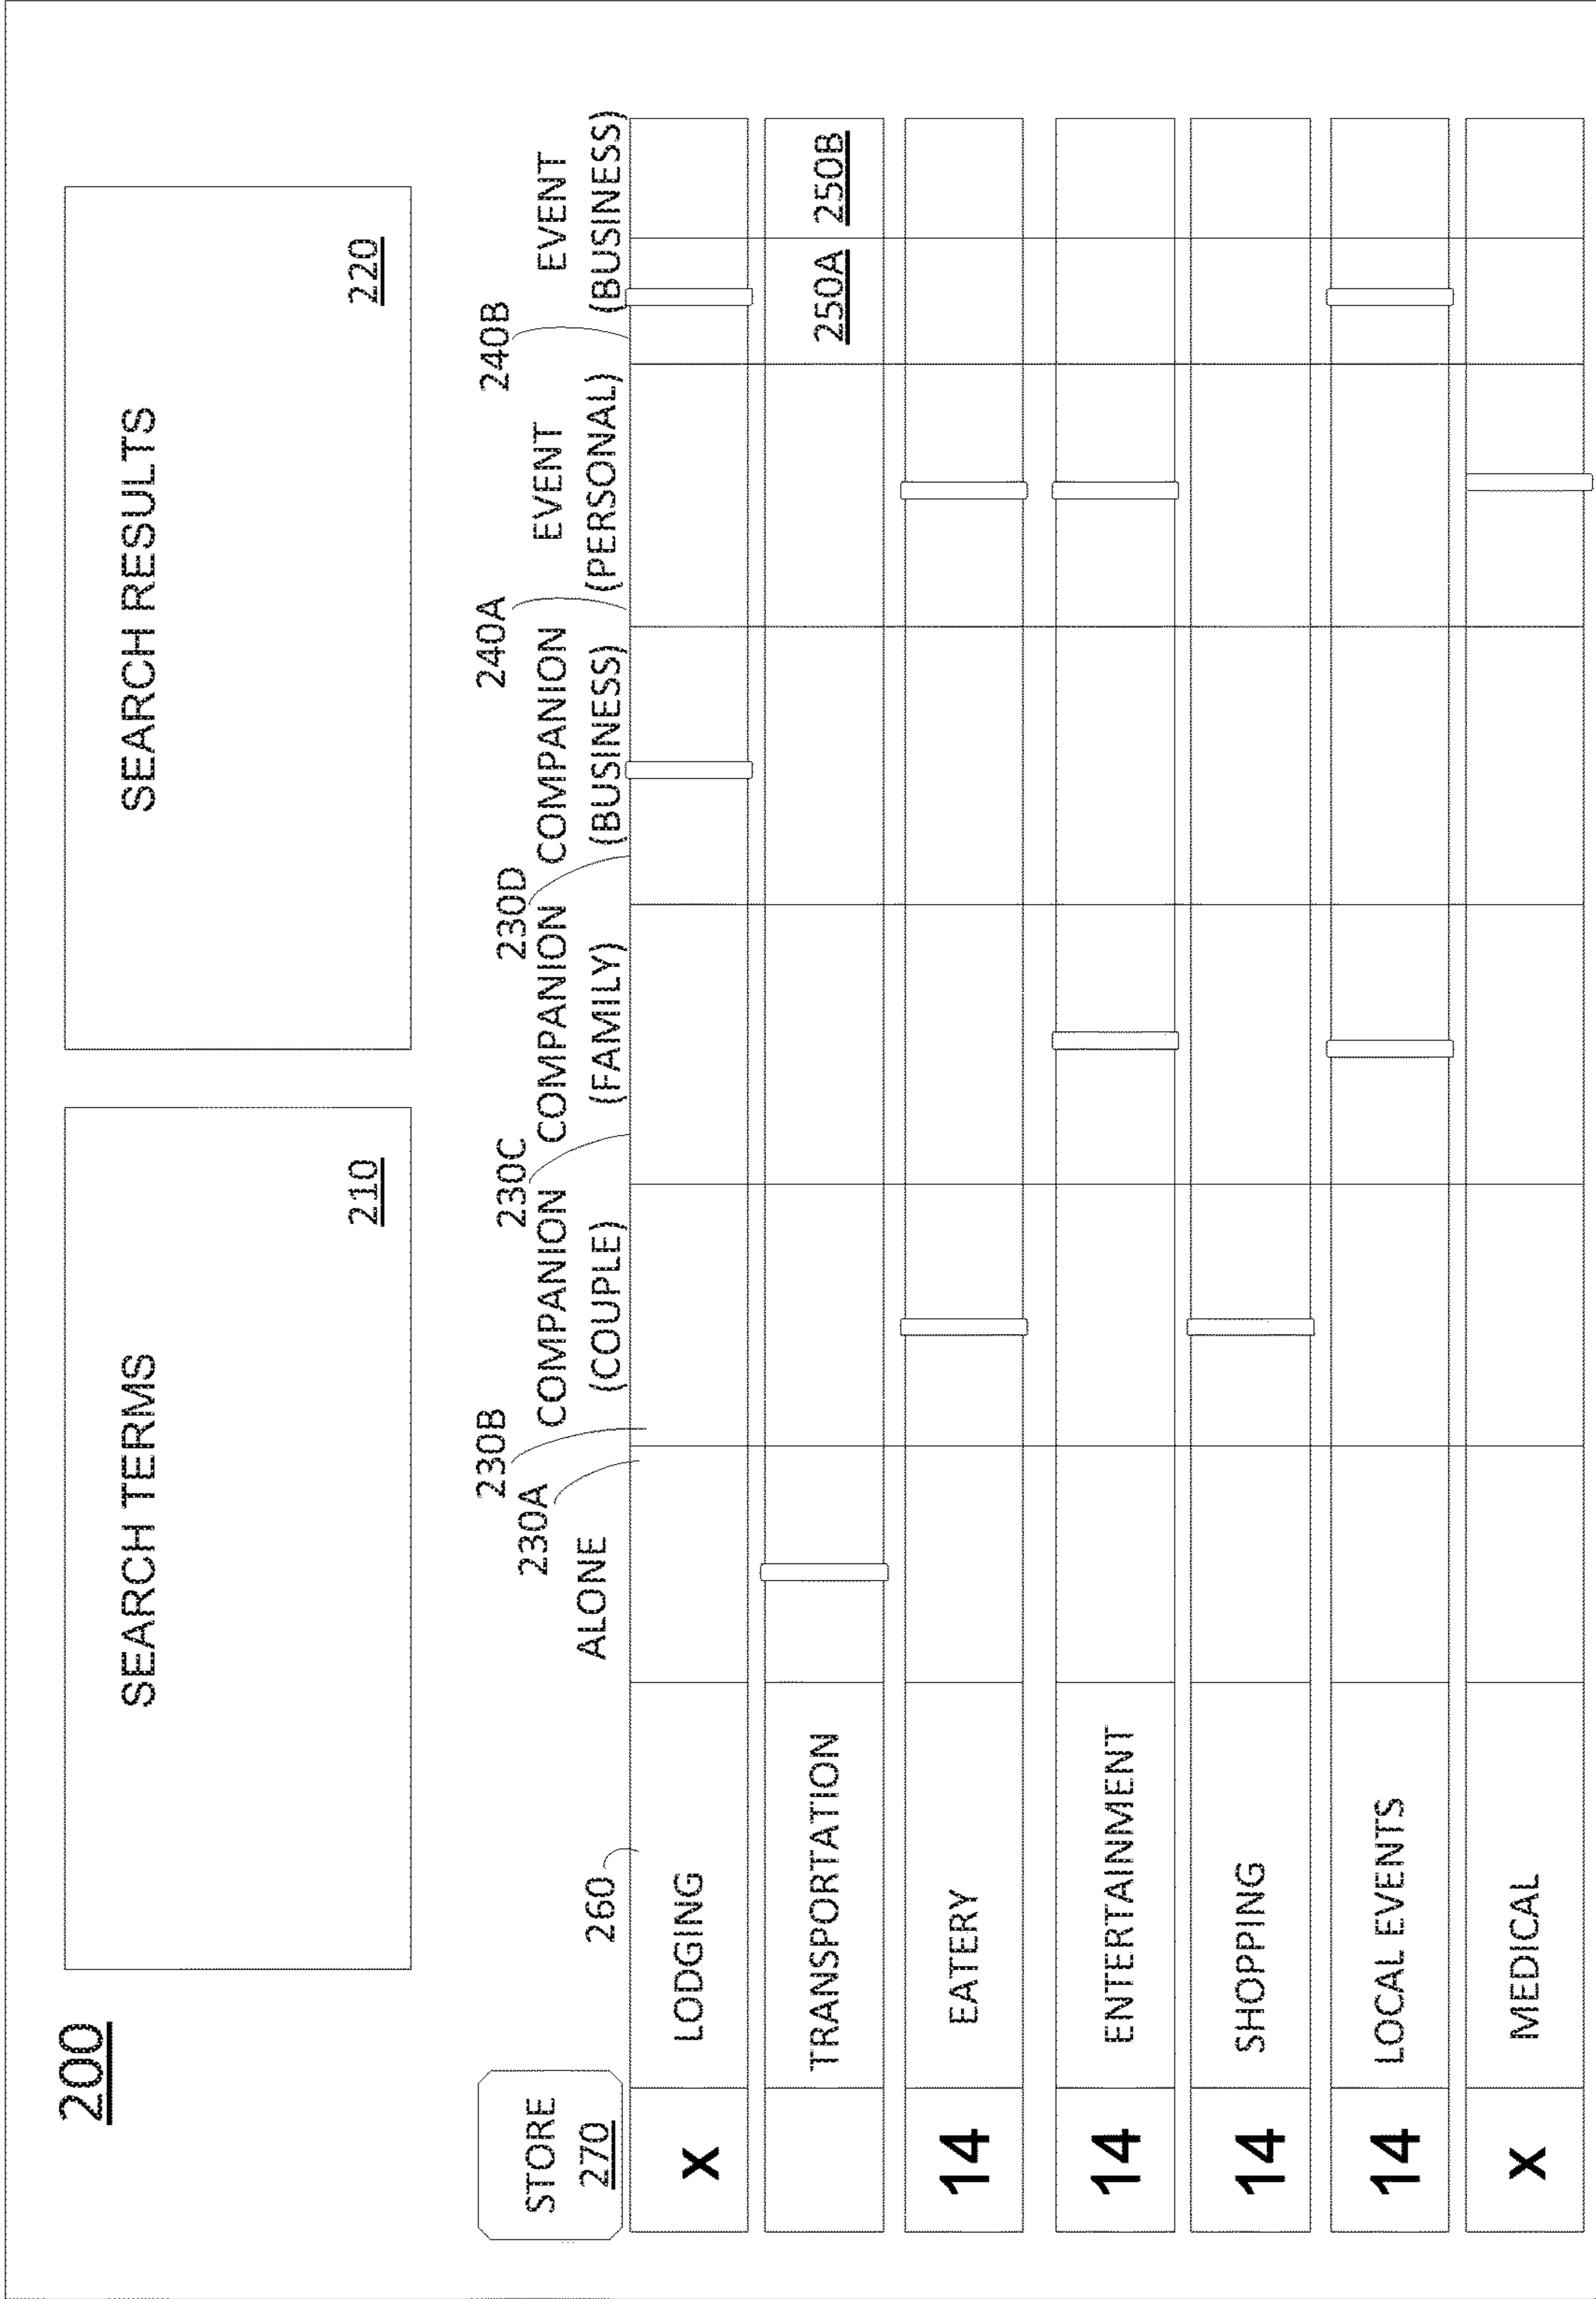 200
SEARCH TERMS
210
SEARCH RESULTS
220
STORE
270
260
ALONE
230A
230B
COMPANION
(COUPLE)
230C
COMPANION
(FAMILY)
230D
COMPANION
(BUSINESS)
240A
EVENT
(PERSONAL)
240B
EVENT
(BUSINESS)
x LODGING
TRANSPORTATION 250A 250B
14 EATERY
14 ENTERTAINMENT
14 SHOPPING
14 LOCAL EVENTS
x MEDICAL